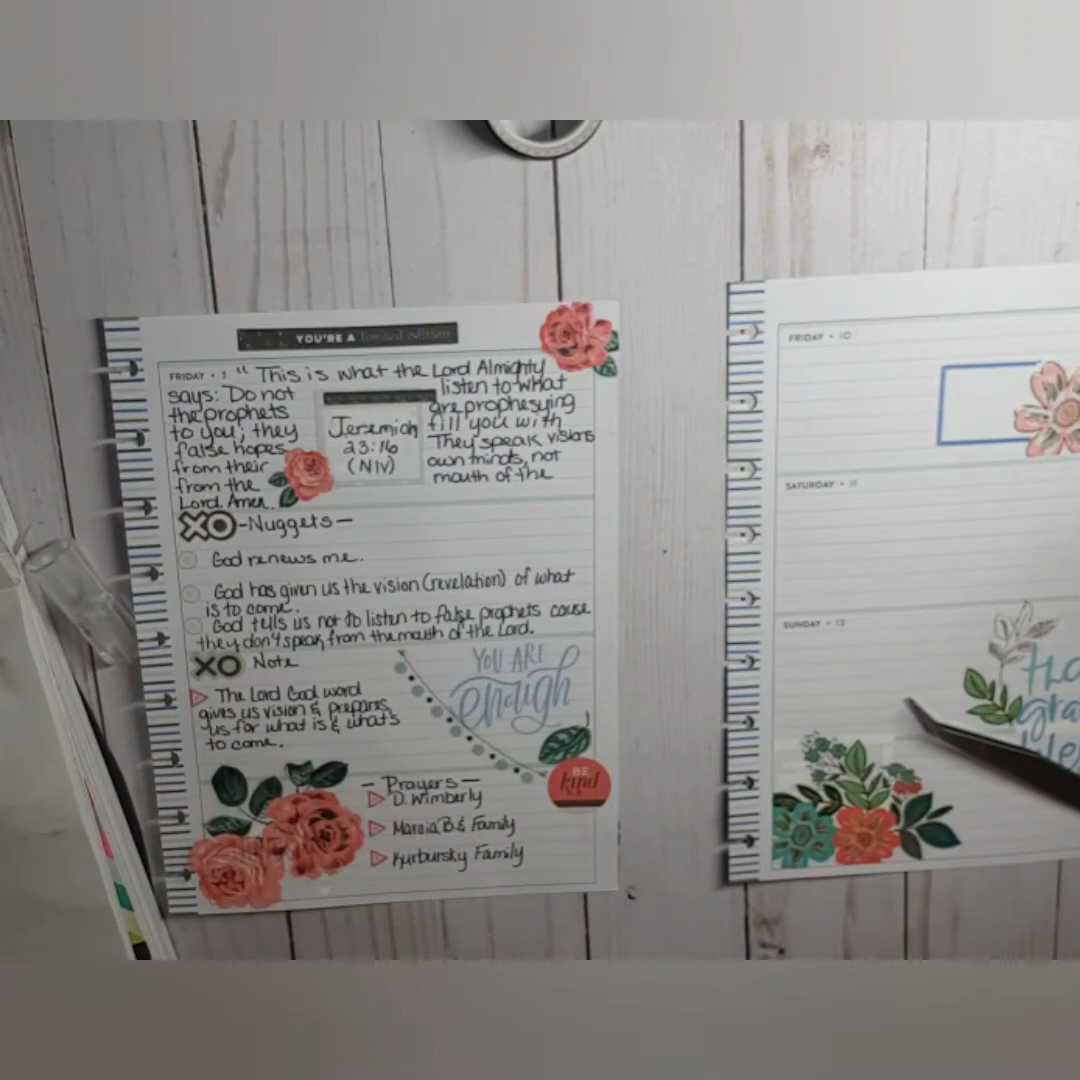 YOU'RE A limited edition
FRIDAY • 3 " This is what the Lord Almighty
says: Do not listen to what
the prophets are prophesying
to you; they fill you with
false hopes They speak visions
from their own minds, not
from the mouth of the
Lord. Amen.
Jeremiah
23:16
(NIV)
XO -Nuggets-
God renews me.
God has given us the vision (revelation) of what
is to come.
God tells us not to listen to false prophets cause
they don't speak from the mouth of the Lord.
XO Note
The Lord God word
gives us vision & prepares
us for what is & what's
to come.
YOU ARE
enough
BE
kind
- Prayers -
D. Wimberly
Marcia B & Family
Kurbursky Family
FRIDAY • 10
SATURDAY • 11
SUNDAY • 12